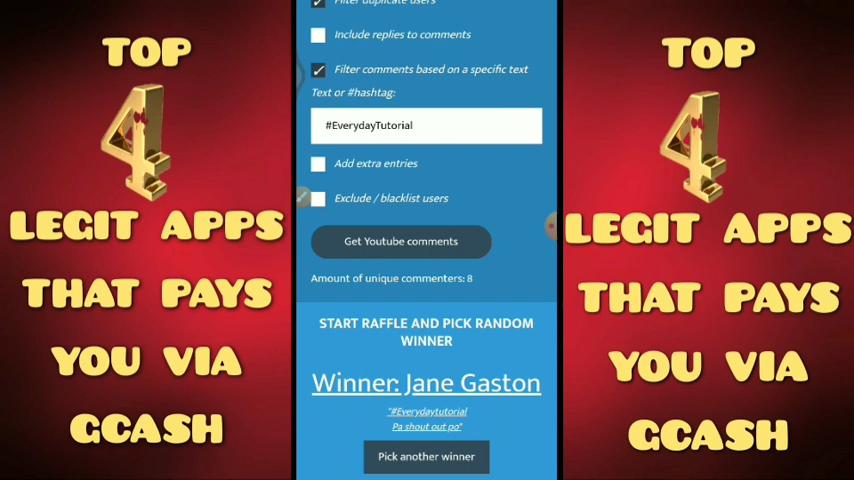 TOP
4
LEGIT APPS
THAT PAYS
YOU VIA
GCASH
Filter duplicate users
Include replies to comments
Filter comments based on a specific text
Text or #hashtag:
#EverydayTutorial
Add extra entries
Exclude / blacklist users
Get Youtube comments
Amount of unique commenters: 8
START RAFFLE AND PICK RANDOM
WINNER
Winner: Jane Gaston
"#Everydaytutorial
Pa shout out po"
Pick another winner
TOP
4
LEGIT APPS
THAT PAYS
YOU VIA
GCASH